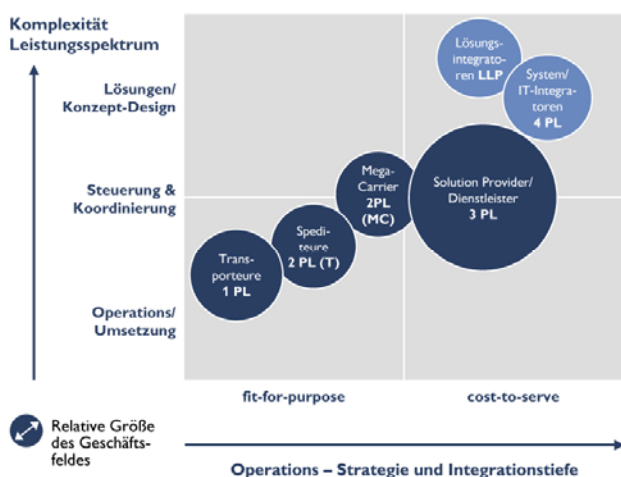 Komplexität
Leistungsspektrum
Lösungen/
Konzept-Design
Steuerung &
Koordinierung
Operations/
Umsetzung
Lösungs-
integrato-
ren LLP
System/
IT-Integra-
toren
4 PL
Mega-
Carrier
2PL
(MC)
Solution Provider/
Dienstleister
3 PL
Spedi-
teure
2 PL (T)
Trans-
porteure
1 PL
fit-for-purpose
cost-to-serve
Relative Größe
des Geschäfts-
feldes
Operations – Strategie und Integrationstiefe